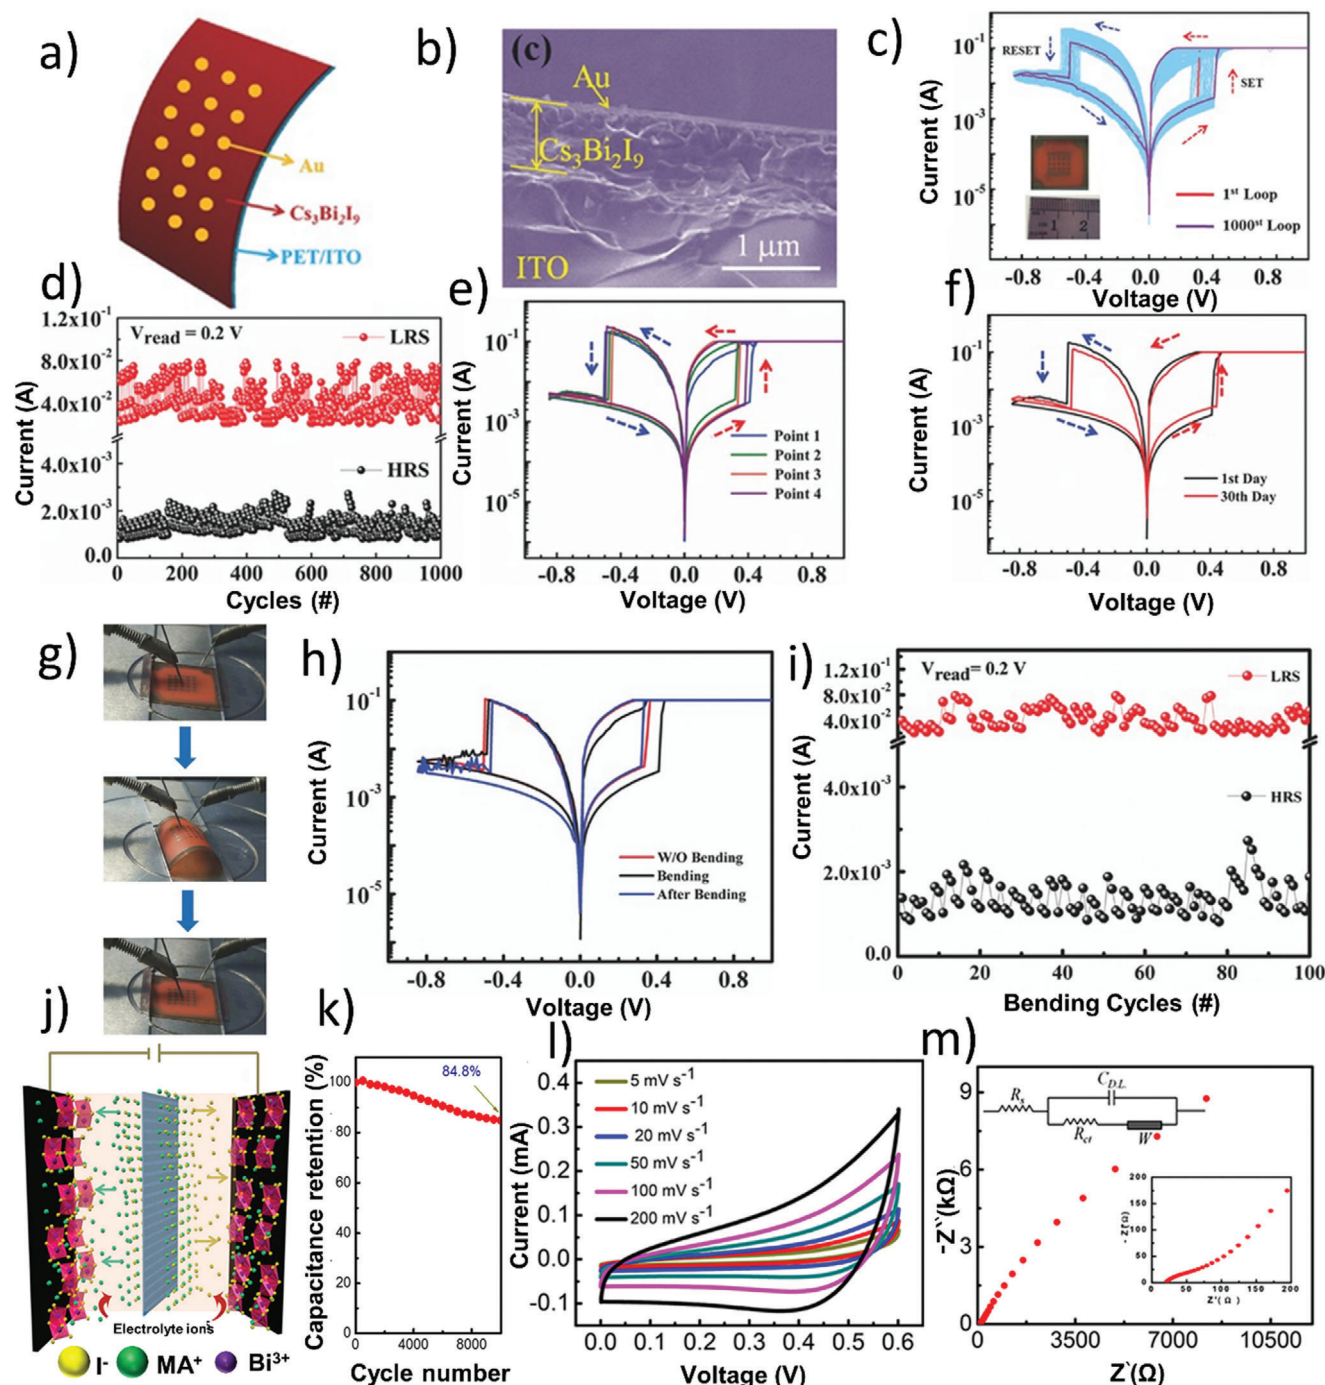 a)
Au
Cs3Bi2I9
PET/ITO
b)
(c)
Au
Cs3Bi2I9
1 μm
ITO
c)
Current (A)
10-1
10-3
10-5
RESET
SET
1st Loop
1000st Loop
1 2
-0.8 -0.4 0.0 0.4 0.8
Voltage (V)
d)
Current (A)
1.2x10-1
8.0x10-2
4.0x10-2
4.0x10-3
2.0x10-3
0.0
Vread = 0.2 V
LRS
HRS
0 200 400 600 800 1000
Cycles (#)
e)
Current (A)
10-1
10-3
10-5
Point 1
Point 2
Point 3
Point 4
-0.8 -0.4 0.0 0.4 0.8
Voltage (V)
f)
Current (A)
10-1
10-3
10-5
1st Day
30th Day
-0.8 -0.4 0.0 0.4 0.8
Voltage (V)
g)
h)
Current (A)
10-1
10-3
10-5
W/O Bending
Bending
After Bending
-0.8 -0.4 0.0 0.4 0.8
Voltage (V)
i)
Current (A)
1.2x10-1
8.0x10-2
4.0x10-2
4.0x10-3
2.0x10-3
0.0
Vread= 0.2 V
LRS
HRS
0 20 40 60 80 100
Bending Cycles (#)
j)
Electrolyte ions
I- MA+ Bi3+
k)
Capacitance retention (%)
100
80
60
40
20
0
84.8%
0 4000 8000
Cycle number
l)
Current (mA)
0.4
0.3
0.2
0.1
0.0
-0.1
5 mV s-1
10 mV s-1
20 mV s-1
50 mV s-1
100 mV s-1
200 mV s-1
0.0 0.1 0.2 0.3 0.4 0.5 0.6
Voltage (V)
m)
-Z``(kΩ)
9
6
3
0
Rs
CD.L.
Rct
W
200
150
100
50
0
- Z'(Ω)
0 25 50 75 100 125 150 175 200
Z'(Ω)
3500 7000 10500
Z`(Ω)